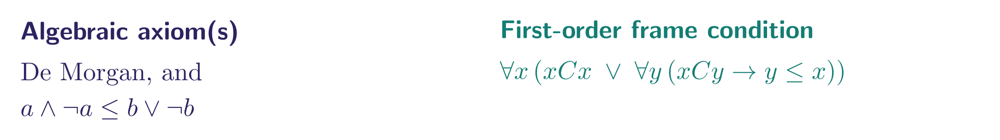 Algebraic axiom(s)
First-order frame condition
De Morgan, and
∀x (xCx ∨ ∀y (xCy → y ≤ x))
a ∧ ¬a ≤ b ∨ ¬b